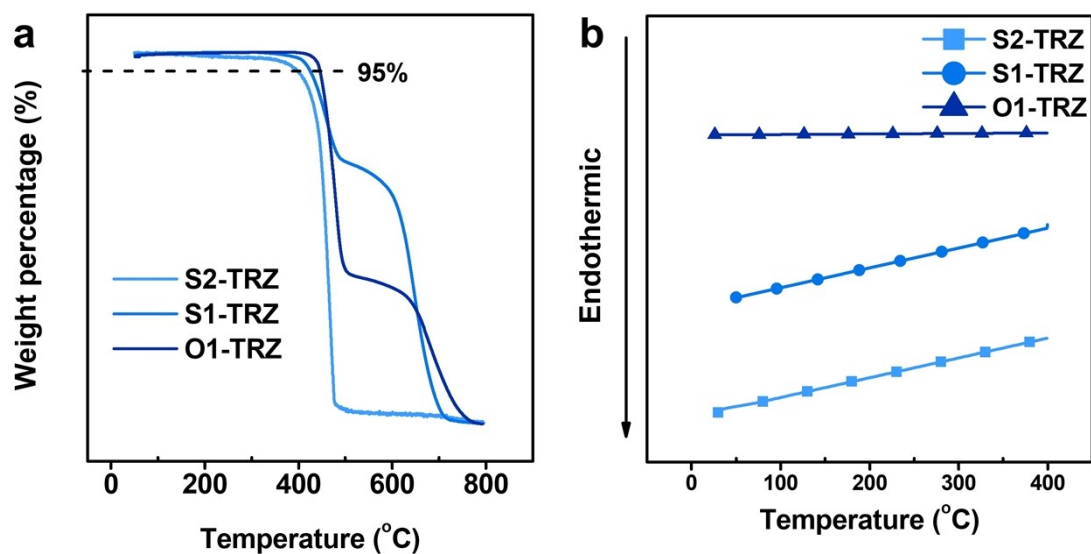 a
Weight percentage (%)
95%
S2-TRZ
S1-TRZ
O1-TRZ
0 200 400 600 800
Temperature (°C)
b
Endothermic
S2-TRZ
S1-TRZ
O1-TRZ
0 100 200 300 400
Temperature (°C)